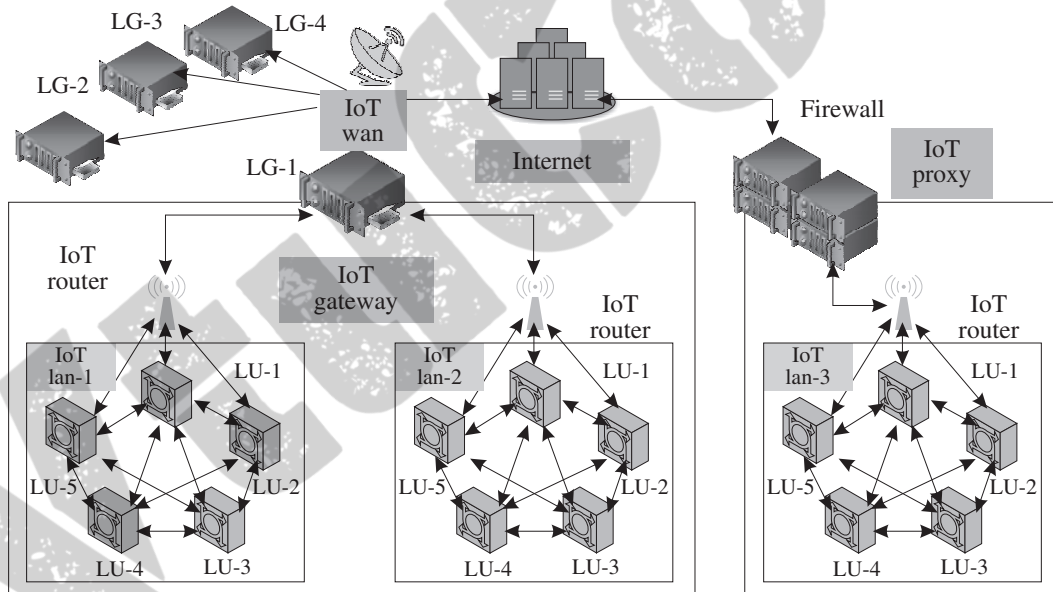 LG-3
LG-4
LG-2
IoT
wan
Firewall
IoT
proxy
Internet
LG-1
IoT
router
IoT
gateway
IoT
router
IoT
router
IoT
lan-1
LU-1
LU-5
LU-2
LU-4
LU-3
IoT
lan-2
LU-1
LU-5
LU-2
LU-4
LU-3
IoT
lan-3
LU-1
LU-5
LU-2
LU-4
LU-3